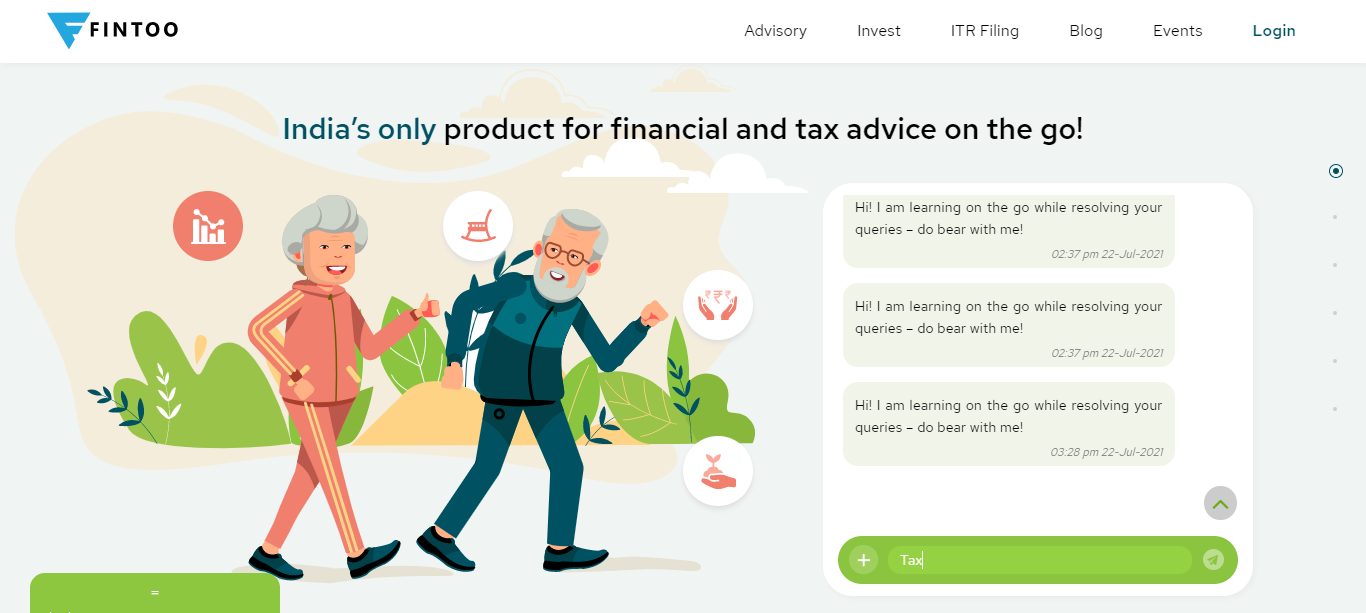 FINTOO
Advisory Invest ITR Filing Blog Events Login
India's only product for financial and tax advice on the go!
Hi! I am learning on the go while resolving your
queries – do bear with me!
02:37 pm 22-Jul-2021
Hi! I am learning on the go while resolving your
queries – do bear with me!
02:37 pm 22-Jul-2021
Hi! I am learning on the go while resolving your
queries – do bear with me!
03:28 pm 22-Jul-2021
Tax